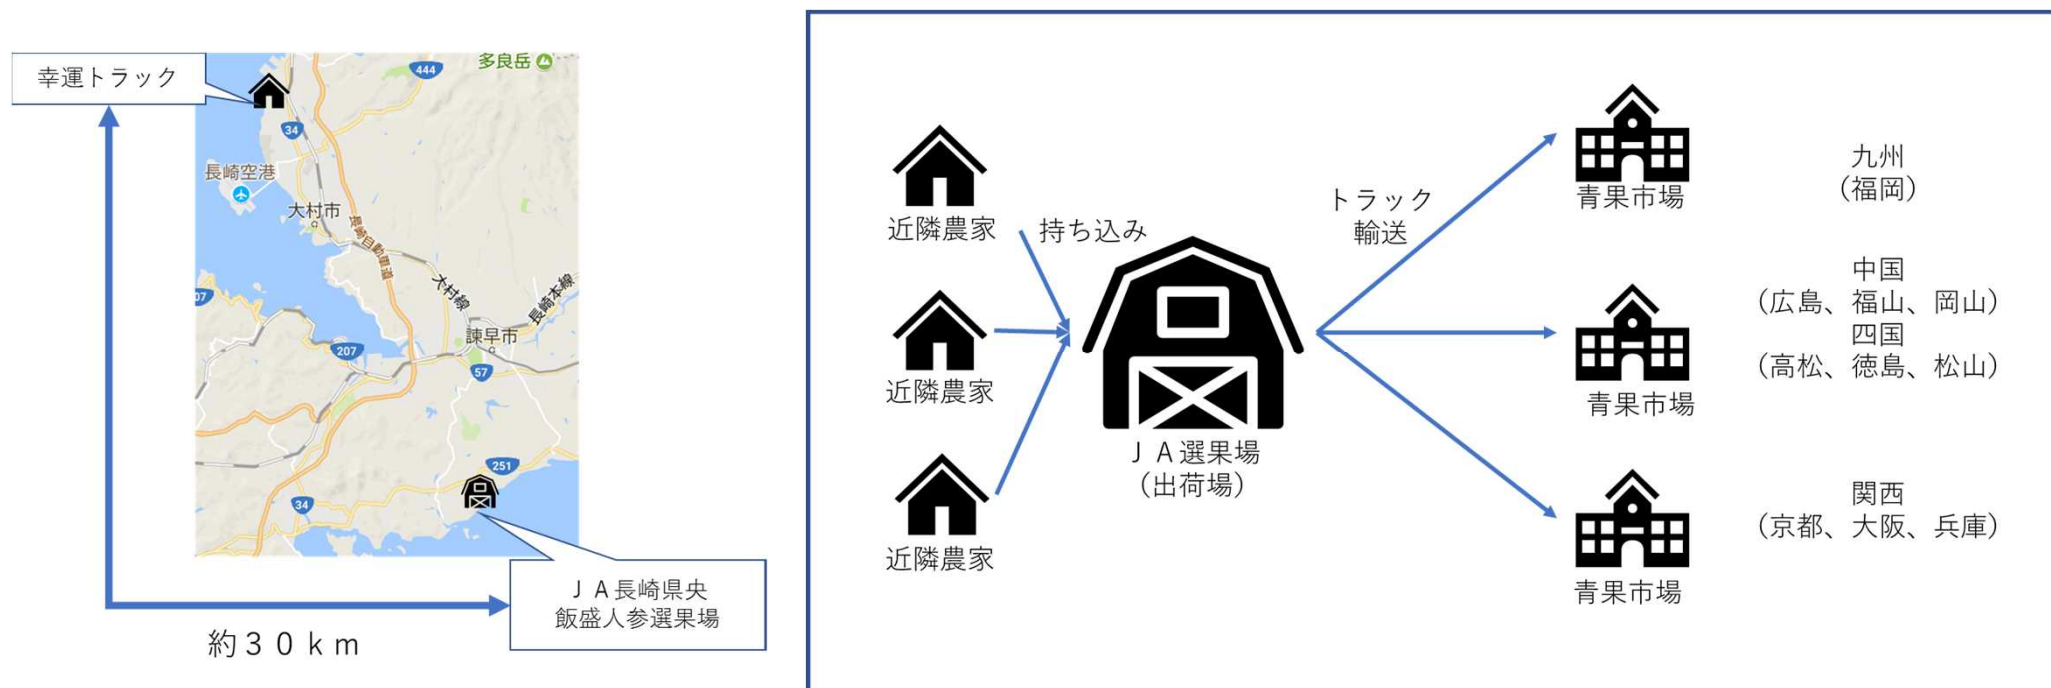 幸運トラック
多良岳
444
34
長崎空港
大村市
長崎自動車道
大村線
長崎本線
07
諫早市
207
57
251
34
ＪＡ長崎県央
飯盛人参選果場
約３０ｋｍ
近隣農家
近隣農家
近隣農家
持ち込み
ＪＡ選果場
（出荷場）
トラック
輸送
青果市場
九州
（福岡）
青果市場
中国
（広島、福山、岡山）
四国
（高松、徳島、松山）
青果市場
関西
（京都、大阪、兵庫）